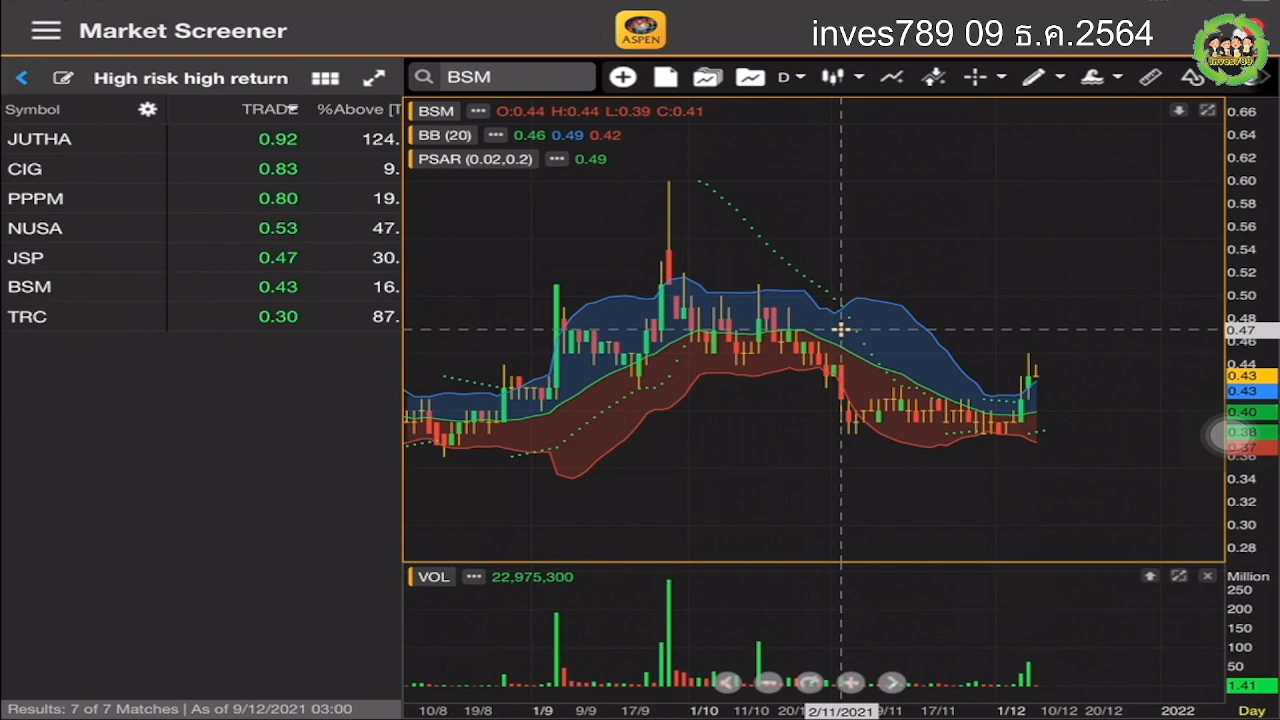 Market Screener
ASPEN
inves789 09 ธ.ค.2564
Inves789
High risk high return
BSM
D
Symbol TRADE %Above [T
JUTHA 0.92 124.
CIG 0.83 9.
PPPM 0.80 19.
NUSA 0.53 47.
JSP 0.47 30.
BSM 0.43 16.
TRC 0.30 87.
BSM O:0.44 H:0.44 L:0.39 C:0.41
BB (20) 0.46 0.49 0.42
PSAR (0.02,0.2) 0.49
0.66
0.64
0.62
0.60
0.58
0.56
0.54
0.52
0.50
0.48
0.47
0.46
0.44
0.43
0.43
0.40
0.38
0.37
0.36
0.34
0.32
0.30
0.28
VOL 22,975,300
Million
250
200
150
100
50
1.41
Results: 7 of 7 Matches | As of 9/12/2021 03:00
10/8 19/8 1/9 9/9 17/9 1/10 11/10 20/1 2/11/2021 9/11 17/11 1/12 10/12 20/12 2022 Day